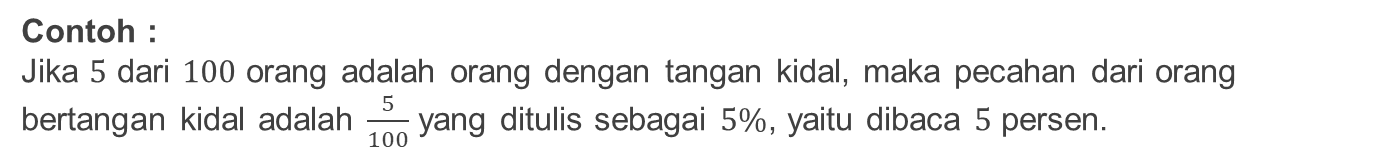 Contoh :
Jika 5 dari 100 orang adalah orang dengan tangan kidal, maka pecahan dari orang
bertangan kidal adalah 5/100 yang ditulis sebagai 5%, yaitu dibaca 5 persen.